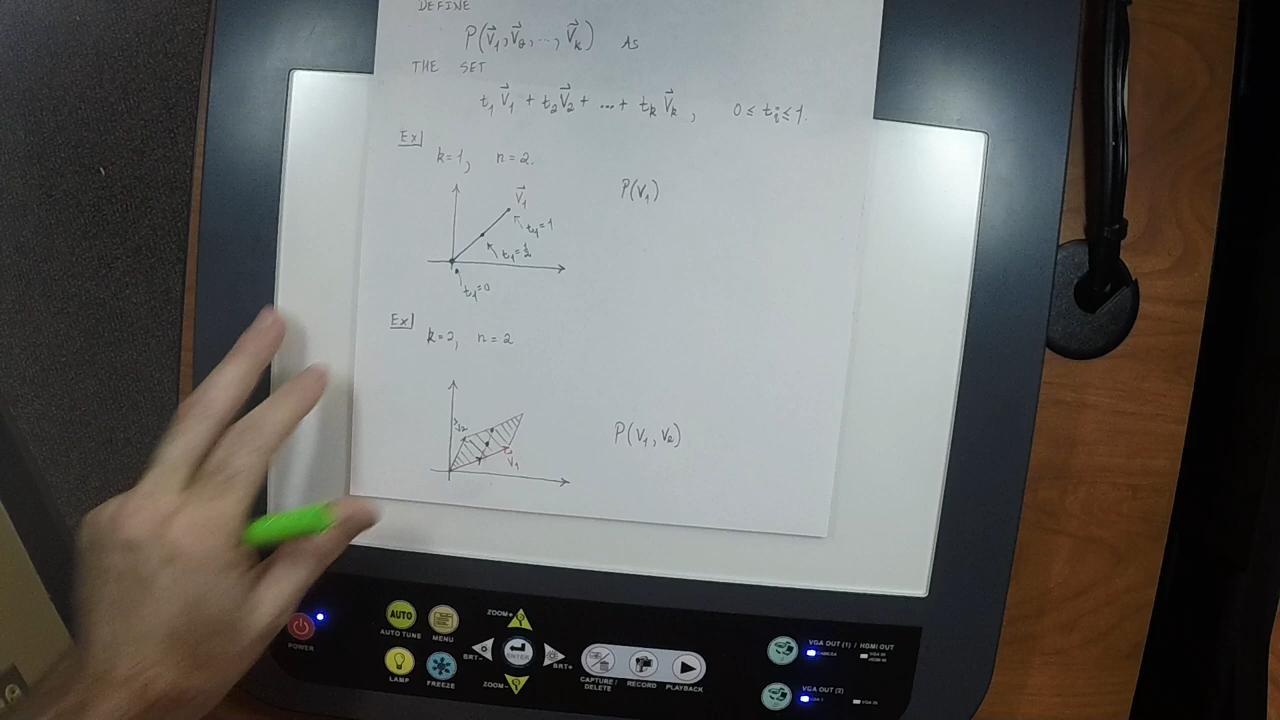 DEFINE
P(v⃗₁, v⃗₂, ..., v⃗ₖ) AS
THE SET
t₁ v⃗₁ + t₂ v⃗₂ + ... + tₖ v⃗ₖ, 0 ≤ tᵢ ≤ 1.
Ex
k=1, n=2.
P(v₁)
v⃗₁
t₁=1
t₁=½
t₁=0
Ex
k=2, n=2
v⃗₂
P(v₁, v₂)
v₁
POWER
AUTO
AUTO TUNE
MENU
ZOOM+
LAMP
FREEZE
BRT-
ENTER
BRT+
ZOOM-
CAPTURE / DELETE
RECORD
PLAYBACK
VGA OUT (1) / HDMI OUT
CAMERA
VGA OUT (2)